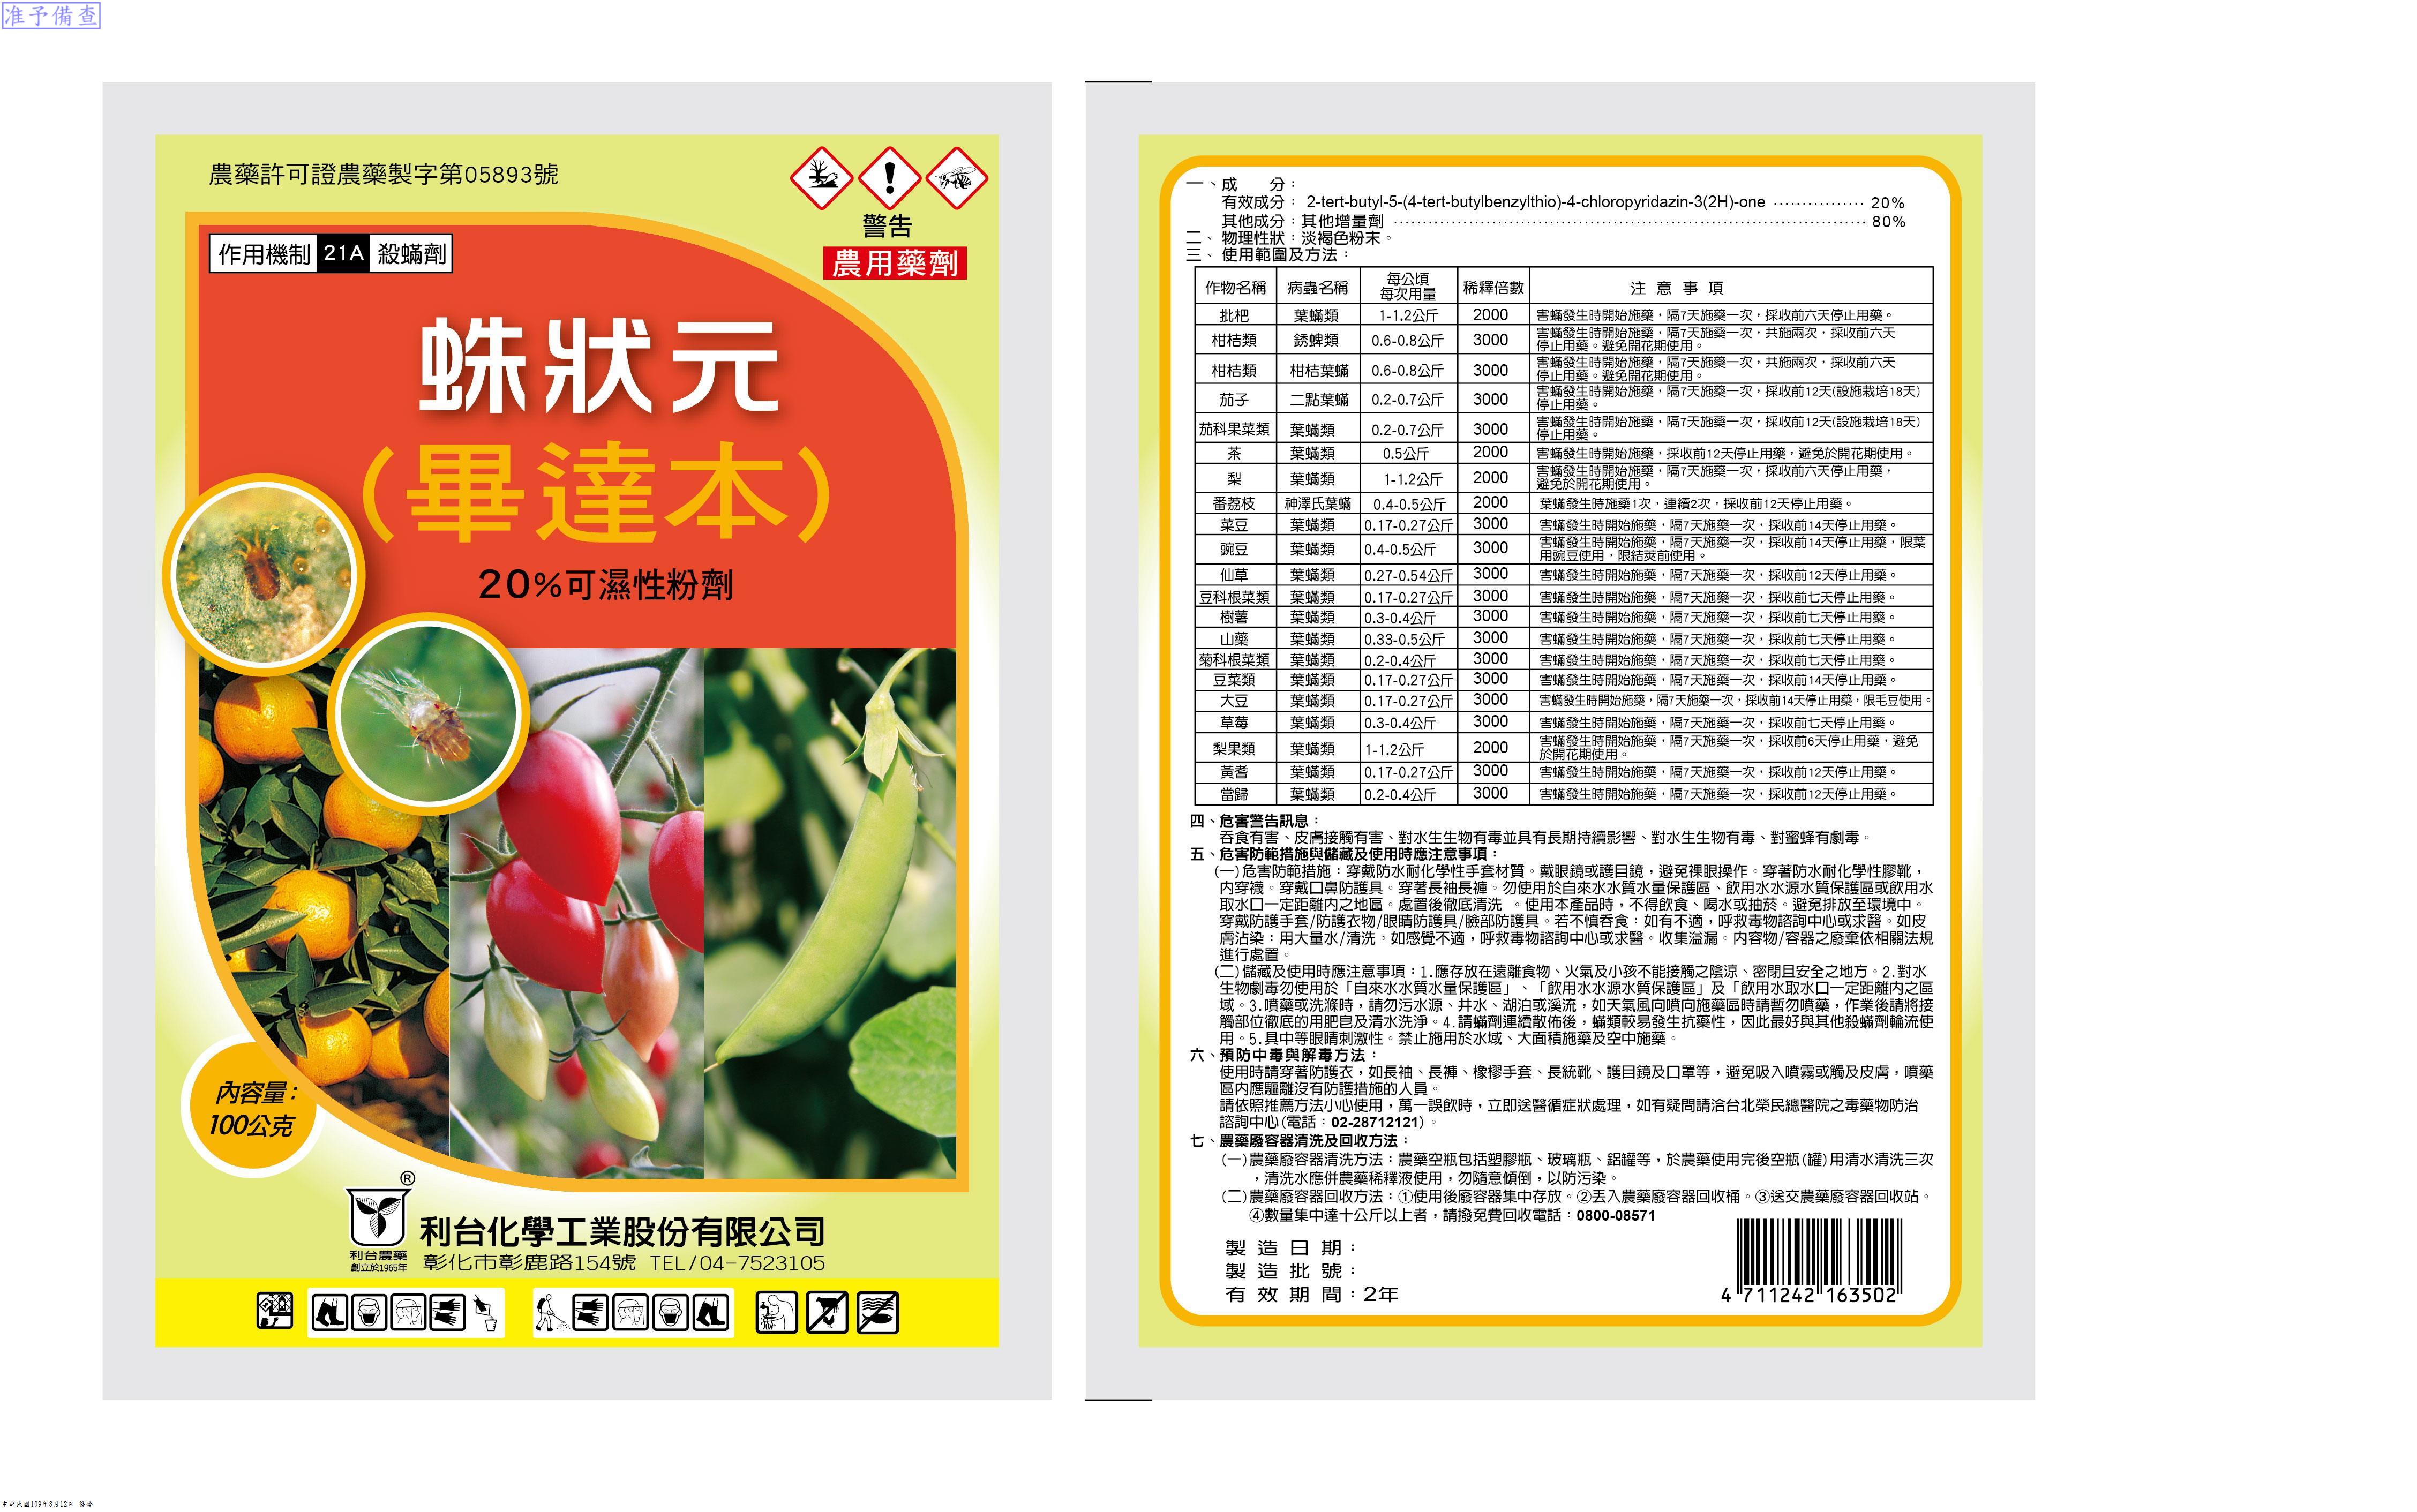 准予備查
農藥許可證農藥製字第05893號
警告
農用藥劑
作用機制 21A 殺蟎劑
蛛狀元
(畢達本)
20%可濕性粉劑
內容量:
100公克
®
利台農藥
創立於1965年
利台化學工業股份有限公司
彰化市彰鹿路154號 TEL/04-7523105
一、成　　分：
有效成分： 2-tert-butyl-5-(4-tert-butylbenzylthio)-4-chloropyridazin-3(2H)-one ················ 20%
其他成分：其他增量劑 ················ 80%
二、 物理性狀：淡褐色粉末。
三、 使用範圍及方法：
作物名稱 病蟲名稱 每公頃每次用量 稀釋倍數 注 意 事 項
批杷 葉蟎類 1-1.2公斤 2000 害蟎發生時開始施藥，隔7天施藥一次，採收前六天停止用藥。
柑桔類 銹蜱類 0.6-0.8公斤 3000 害蟎發生時開始施藥，隔7天施藥一次，共施兩次，採收前六天
停止用藥。避免開花期使用。
柑桔類 柑桔葉蟎 0.6-0.8公斤 3000 害蟎發生時開始施藥，隔7天施藥一次，共施兩次，採收前六天
停止用藥。避免開花期使用。
茄子 二點葉蟎 0.2-0.7公斤 3000 害蟎發生時開始施藥，隔7天施藥一次，採收前12天(設施栽培18天)
停止用藥。
茄科果菜類 葉蟎類 0.2-0.7公斤 3000 害蟎發生時開始施藥，隔7天施藥一次，採收前12天(設施栽培18天)
停止用藥。
茶 葉蟎類 0.5公斤 2000 害蟎發生時開始施藥，採收前12天停止用藥，避免於開花期使用。
梨 葉蟎類 1-1.2公斤 2000 害蟎發生時開始施藥，隔7天施藥一次，採收前六天停止用藥，
避免於開花期使用。
番荔枝 神澤氏葉蟎 0.4-0.5公斤 2000 葉蟎發生時施藥1次，連續2次，採收前12天停止用藥。
菜豆 葉蟎類 0.17-0.27公斤 3000 害蟎發生時開始施藥，隔7天施藥一次，採收前14天停止用藥。
豌豆 葉蟎類 0.4-0.5公斤 3000 害蟎發生時開始施藥，隔7天施藥一次，採收前14天停止用藥，限葉
用豌豆使用，限結莢前使用。
仙草 葉蟎類 0.27-0.54公斤 3000 害蟎發生時開始施藥，隔7天施藥一次，採收前12天停止用藥。
豆科根菜類 葉蟎類 0.17-0.27公斤 3000 害蟎發生時開始施藥，隔7天施藥一次，採收前七天停止用藥。
樹薯 葉蟎類 0.3-0.4公斤 3000 害蟎發生時開始施藥，隔7天施藥一次，採收前七天停止用藥。
山藥 葉蟎類 0.33-0.5公斤 3000 害蟎發生時開始施藥，隔7天施藥一次，採收前七天停止用藥。
菊科根菜類 葉蟎類 0.2-0.4公斤 3000 害蟎發生時開始施藥，隔7天施藥一次，採收前七天停止用藥。
豆菜類 葉蟎類 0.17-0.27公斤 3000 害蟎發生時開始施藥，隔7天施藥一次，採收前14天停止用藥。
大豆 葉蟎類 0.17-0.27公斤 3000 害蟎發生時開始施藥，隔7天施藥一次，採收前14天停止用藥，限毛豆使用。
草莓 葉蟎類 0.3-0.4公斤 3000 害蟎發生時開始施藥，隔7天施藥一次，採收前七天停止用藥。
梨果類 葉蟎類 1-1.2公斤 2000 害蟎發生時開始施藥，隔7天施藥一次，採收前6天停止用藥，避免
於開花期使用。
黃耆 葉蟎類 0.17-0.27公斤 3000 害蟎發生時開始施藥，隔7天施藥一次，採收前12天停止用藥。
當歸 葉蟎類 0.2-0.4公斤 3000 害蟎發生時開始施藥，隔7天施藥一次，採收前12天停止用藥。
四、危害警告訊息：
吞食有害、皮膚接觸有害、對水生生物有毒並具有長期持續影響、對水生生物有毒、對蜜蜂有劇毒。
五、危害防範措施與儲藏及使用時應注意事項：
(一)危害防範措施：穿戴防水耐化學性手套材質。戴眼鏡或護目鏡，避免裸眼操作。穿著防水耐化學性膠靴，
內穿襪。穿戴口鼻防護具。穿著長袖長褲。勿使用於自來水水質水量保護區、飲用水水源水質保護區或飲用水
取水口一定距離內之地區。處置後徹底清洗 。使用本產品時，不得飲食、喝水或抽菸。避免排放至環境中。
穿戴防護手套/防護衣物/眼睛防護具/臉部防護具。若不慎吞食：如有不適，呼救毒物諮詢中心或求醫。如皮
膚沾染：用大量水/清洗。如感覺不適，呼救毒物諮詢中心或求醫。收集溢漏。內容物/容器之廢棄依相關法規
進行處置。
(二)儲藏及使用時應注意事項：1.應存放在遠離食物、火氣及小孩不能接觸之陰涼、密閉且安全之地方。2.對水
生物劇毒勿使用於「自來水水質水量保護區」、「飲用水水源水質保護區」及「飲用水取水口一定距離內之區
域。3.噴藥或洗滌時，請勿污水源、井水、湖泊或溪流，如天氣風向噴向施藥區時請暫勿噴藥，作業後請將接
觸部位徹底的用肥皂及清水洗淨。4.請蟎劑連續散佈後，蟎類較易發生抗藥性，因此最好與其他殺蟎劑輪流使
用。5.具中等眼睛刺激性。禁止施用於水域、大面積施藥及空中施藥。
六、預防中毒與解毒方法：
使用時請穿著防護衣，如長袖、長褲、橡樛手套、長統靴、護目鏡及口罩等，避免吸入噴霧或觸及皮膚，噴藥
區內應驅離沒有防護措施的人員。
請依照推薦方法小心使用，萬一誤飲時，立即送醫循症狀處理，如有疑問請洽台北榮民總醫院之毒藥物防治
諮詢中心(電話：02-28712121)。
七、農藥廢容器清洗及回收方法：
(一)農藥廢容器清洗方法：農藥空瓶包括塑膠瓶、玻璃瓶、鋁罐等，於農藥使用完後空瓶(罐)用清水清洗三次
，清洗水應併農藥稀釋液使用，勿隨意傾倒，以防污染。
(二)農藥廢容器回收方法：①使用後廢容器集中存放。②丟入農藥廢容器回收桶。③送交農藥廢容器回收站。
④數量集中達十公斤以上者，請撥免費回收電話：0800-08571
製 造 日 期：
製 造 批 號：
有 效 期 間：2年
4 711242 163502
中華民國109年8月12日 簽發